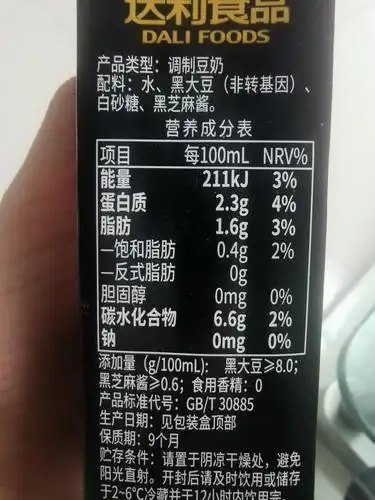 达利食品
DALI FOODS
产品类型：调制豆奶
配料：水、黑大豆（非转基因）、
白砂糖、黑芝麻酱。
营养成分表
项目 每100mL NRV%
能量 211kJ 3%
蛋白质 2.3g 4%
脂肪 1.6g 3%
—饱和脂肪 0.4g 2%
—反式脂肪 0g
胆固醇 0mg 0%
碳水化合物 6.6g 2%
钠 0mg 0%
添加量（g/100mL）：黑大豆≥8.0；
黑芝麻酱≥0.6；食用香精：0
产品标准代号：GB/T 30885
生产日期：见包装盒顶部
保质期：9个月
贮存条件：请置于阴凉干燥处，避免
阳光直射。开封后请及时饮用或储存
于2~6℃冷藏并于12小时内饮用完。